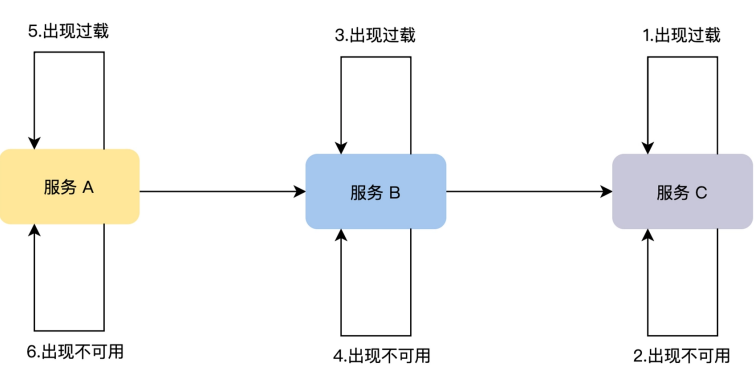 5.出现过载
3.出现过载
1.出现过载
服务 A
服务 B
服务 C
6.出现不可用
4.出现不可用
2.出现不可用